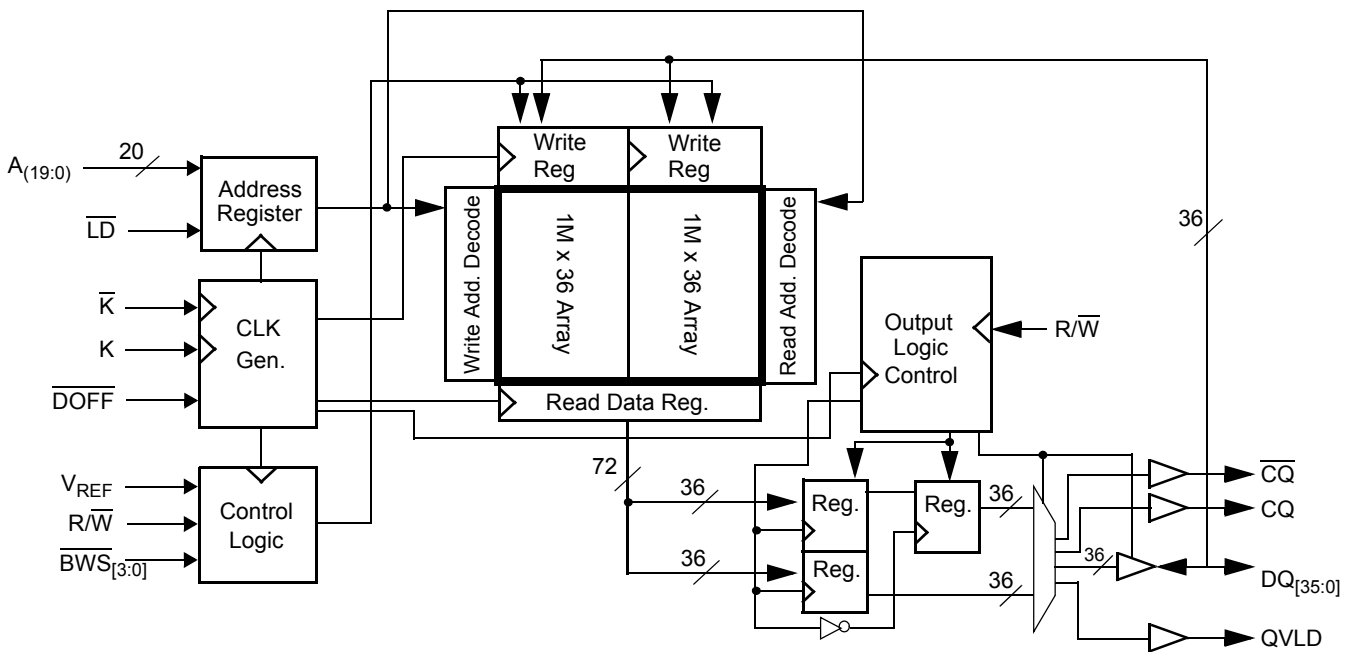 A(19:0)
20
LD
Address
Register
K
K
DOFF
CLK
Gen.
VREF
R/W
BWS[3:0]
Control
Logic
Write
Reg
Write
Reg
Write Add. Decode
1M x 36 Array
1M x 36 Array
Read Add. Decode
Read Data Reg.
72
36
36
Output
Logic
Control
R/W
36
Reg.
Reg.
Reg.
36
36
36
CQ
CQ
DQ[35:0]
QVLD